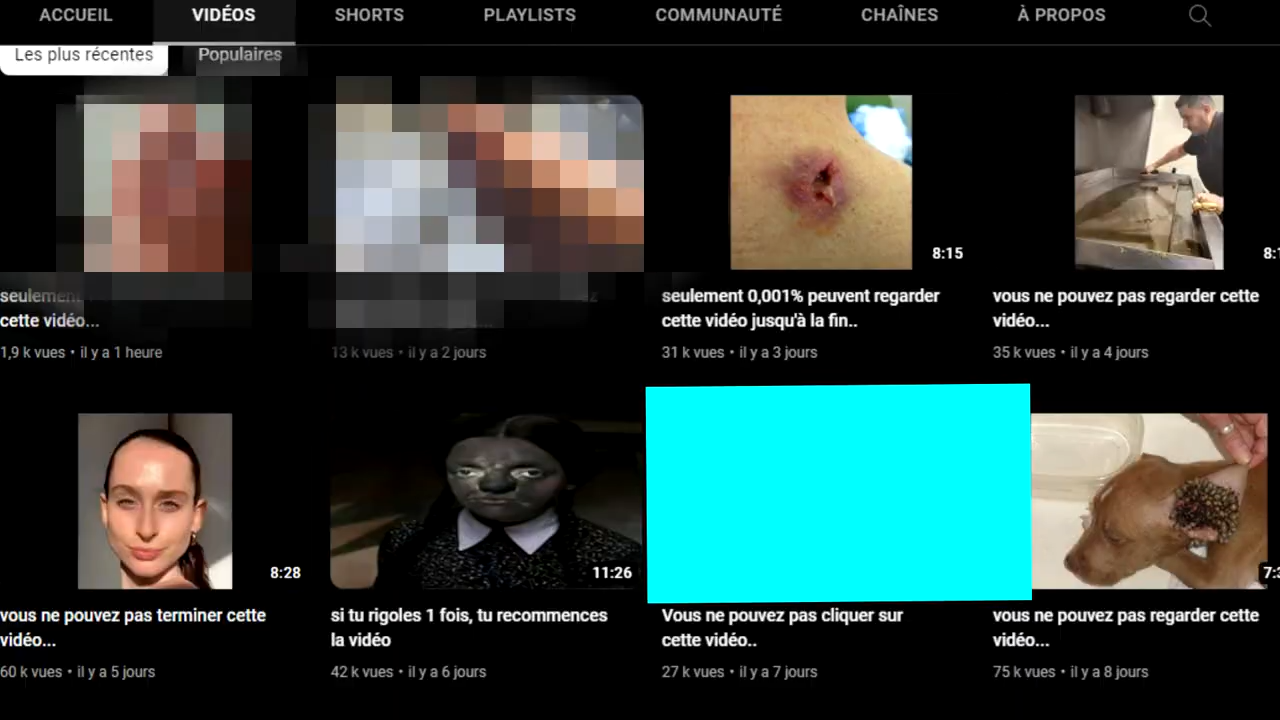 ACCUEIL VIDÉOS SHORTS PLAYLISTS COMMUNAUTÉ CHAÎNES À PROPOS
Les plus récentes Populaires
8:15
seulement
cette vidéo...
1,9 k vues • il y a 1 heure
13 k vues • il y a 2 jours
seulement 0,001% peuvent regarder
cette vidéo jusqu'à la fin..
31 k vues • il y a 3 jours
vous ne pouvez pas regarder cette
vidéo...
35 k vues • il y a 4 jours
8:28
11:26
vous ne pouvez pas terminer cette
vidéo...
60 k vues • il y a 5 jours
si tu rigoles 1 fois, tu recommences
la vidéo
42 k vues • il y a 6 jours
Vous ne pouvez pas cliquer sur
cette vidéo..
27 k vues • il y a 7 jours
vous ne pouvez pas regarder cette
vidéo...
75 k vues • il y a 8 jours